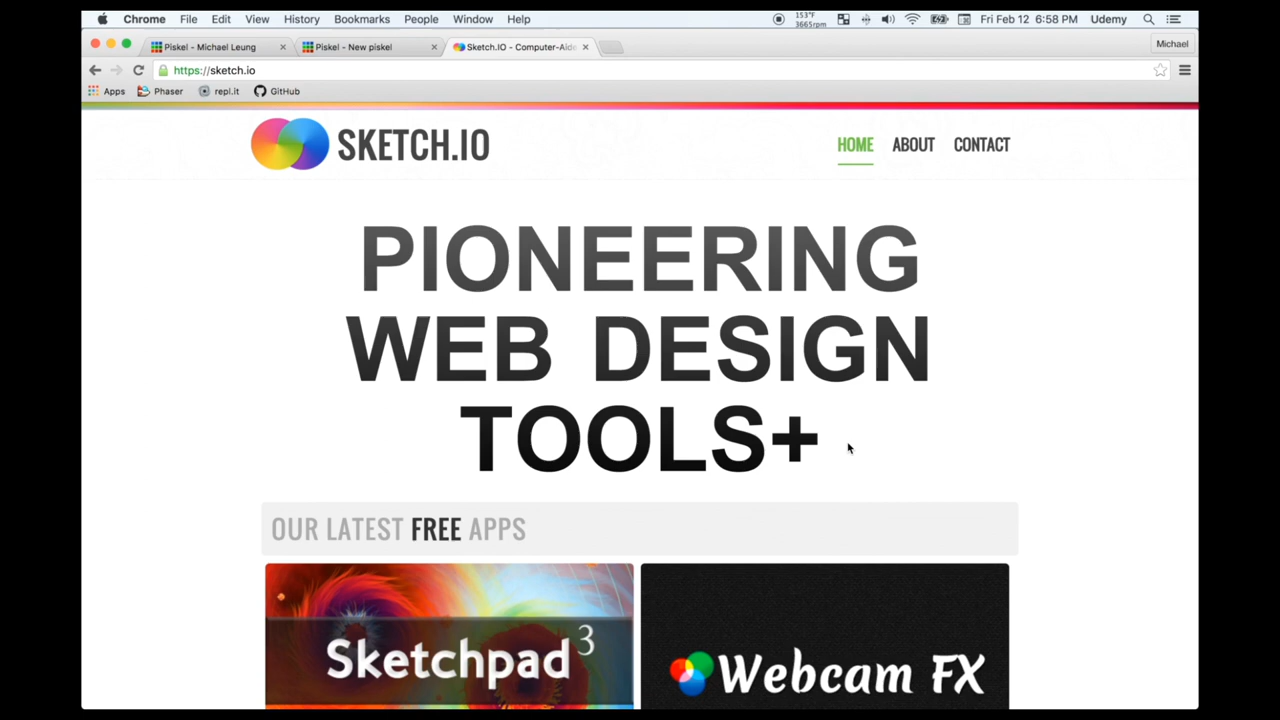 Chrome File Edit View History Bookmarks People Window Help 153°F 3665rpm Fri Feb 12 6:58 PM Udemy
Piskel - Michael Leung Piskel - New piskel Sketch.IO - Computer-Aide Michael
https://sketch.io
Apps Phaser repl.it GitHub
SKETCH.IO HOME ABOUT CONTACT
PIONEERING
WEB DESIGN
TOOLS+
OUR LATEST FREE APPS
Sketchpad 3 Webcam FX